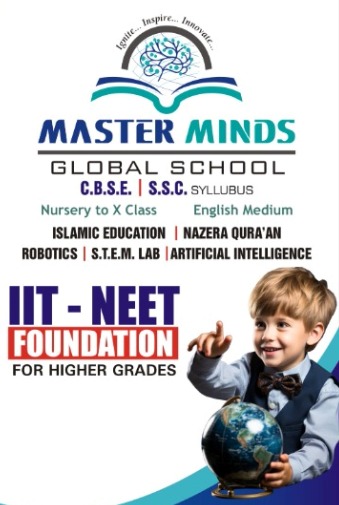 Ignite... Inspire... Innovate...
MASTER MINDS
GLOBAL SCHOOL
C.B.S.E. | S.S.C. SYLLUBUS
Nursery to X Class English Medium
ISLAMIC EDUCATION | NAZERA QURA'AN
ROBOTICS | S.T.E.M. LAB | ARTIFICIAL INTELLIGENCE
IIT - NEET
FOUNDATION
FOR HIGHER GRADES